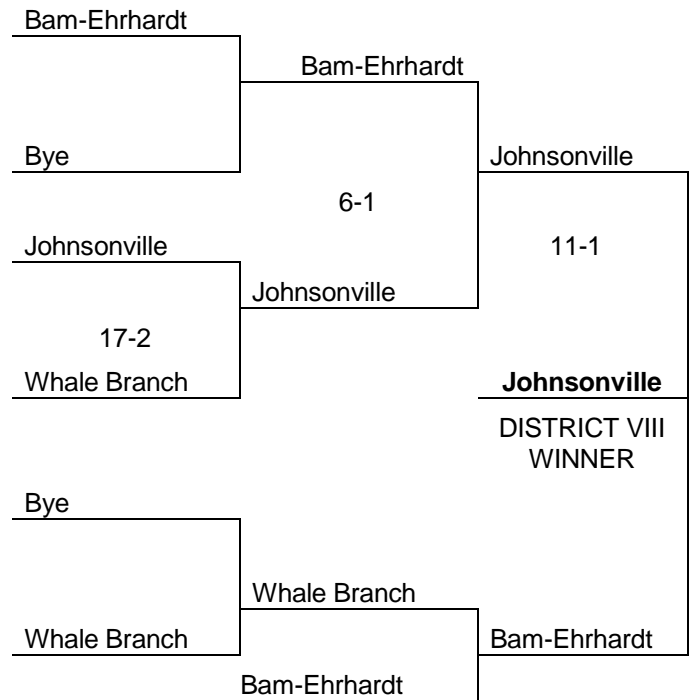 Bam-Ehrhardt
Bam-Ehrhardt
Bye
Johnsonville
6-1
Johnsonville
11-1
Johnsonville
17-2
Whale Branch
Johnsonville
DISTRICT VIII
WINNER
Bye
Whale Branch
Whale Branch
Bam-Ehrhardt
Bam-Ehrhardt